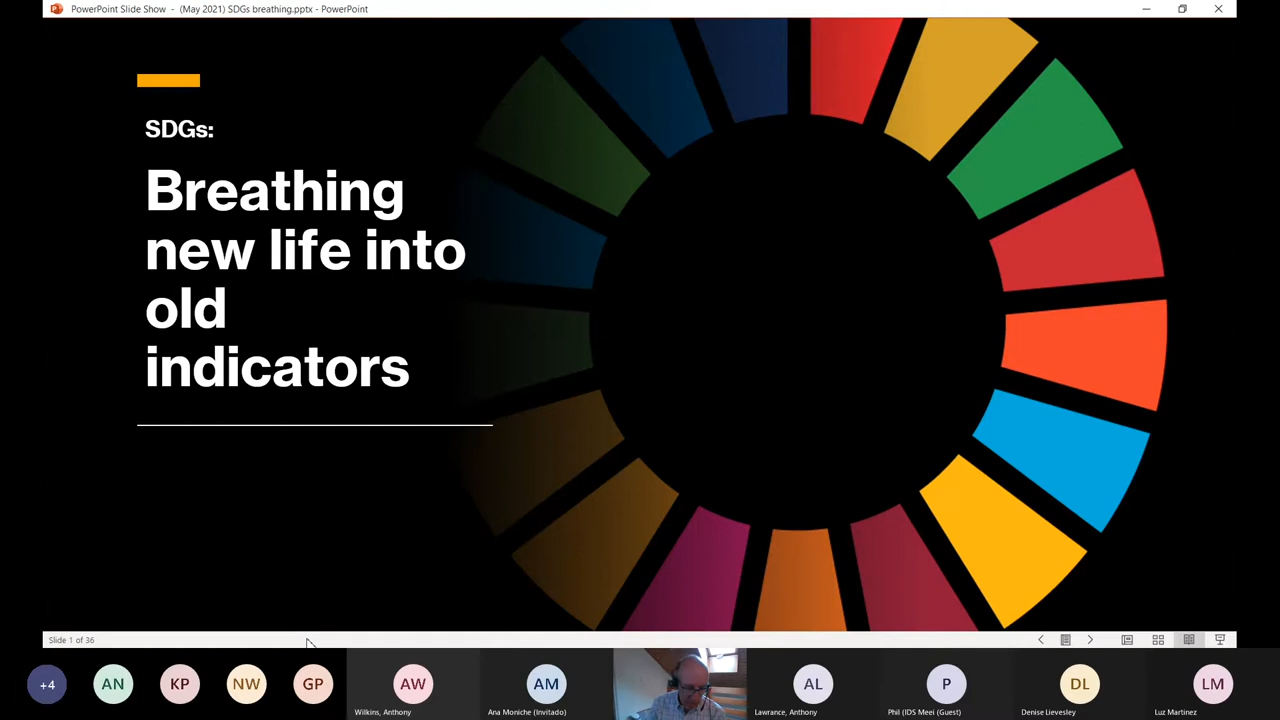 PowerPoint Slide Show - (May 2021) SDGs breathing.pptx - PowerPoint
SDGs:
Breathing
new life into
old
indicators
Slide 1 of 36
+4
AN
KP
NW
GP
AW
AM
AL
P
DL
LM
Wilkins, Anthony
Ana Moniche (Invitado)
Lawrance, Anthony
Phil (IDS Meei (Guest)
Denise Lievesley
Luz Martinez